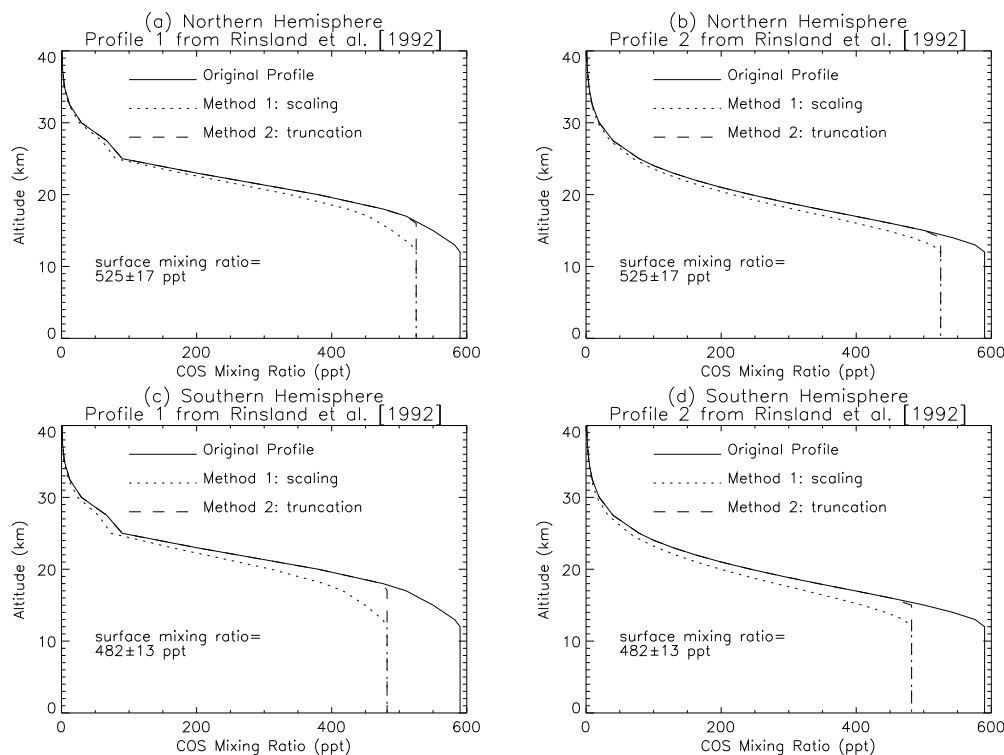 (a) Northern Hemisphere
Profile 1 from Rinsland et al. [1992]
40
30
20
10
0
Altitude (km)
Original Profile
Method 1: scaling
Method 2: truncation
surface mixing ratio=
525±17 ppt
0 200 400 600
COS Mixing Ratio (ppt)
(b) Northern Hemisphere
Profile 2 from Rinsland et al. [1992]
40
30
20
10
0
Altitude (km)
Original Profile
Method 1: scaling
Method 2: truncation
surface mixing ratio=
525±17 ppt
0 200 400 600
COS Mixing Ratio (ppt)
(c) Southern Hemisphere
Profile 1 from Rinsland et al. [1992]
40
30
20
10
0
Altitude (km)
Original Profile
Method 1: scaling
Method 2: truncation
surface mixing ratio=
482±13 ppt
0 200 400 600
COS Mixing Ratio (ppt)
(d) Southern Hemisphere
Profile 2 from Rinsland et al. [1992]
40
30
20
10
0
Altitude (km)
Original Profile
Method 1: scaling
Method 2: truncation
surface mixing ratio=
482±13 ppt
0 200 400 600
COS Mixing Ratio (ppt)